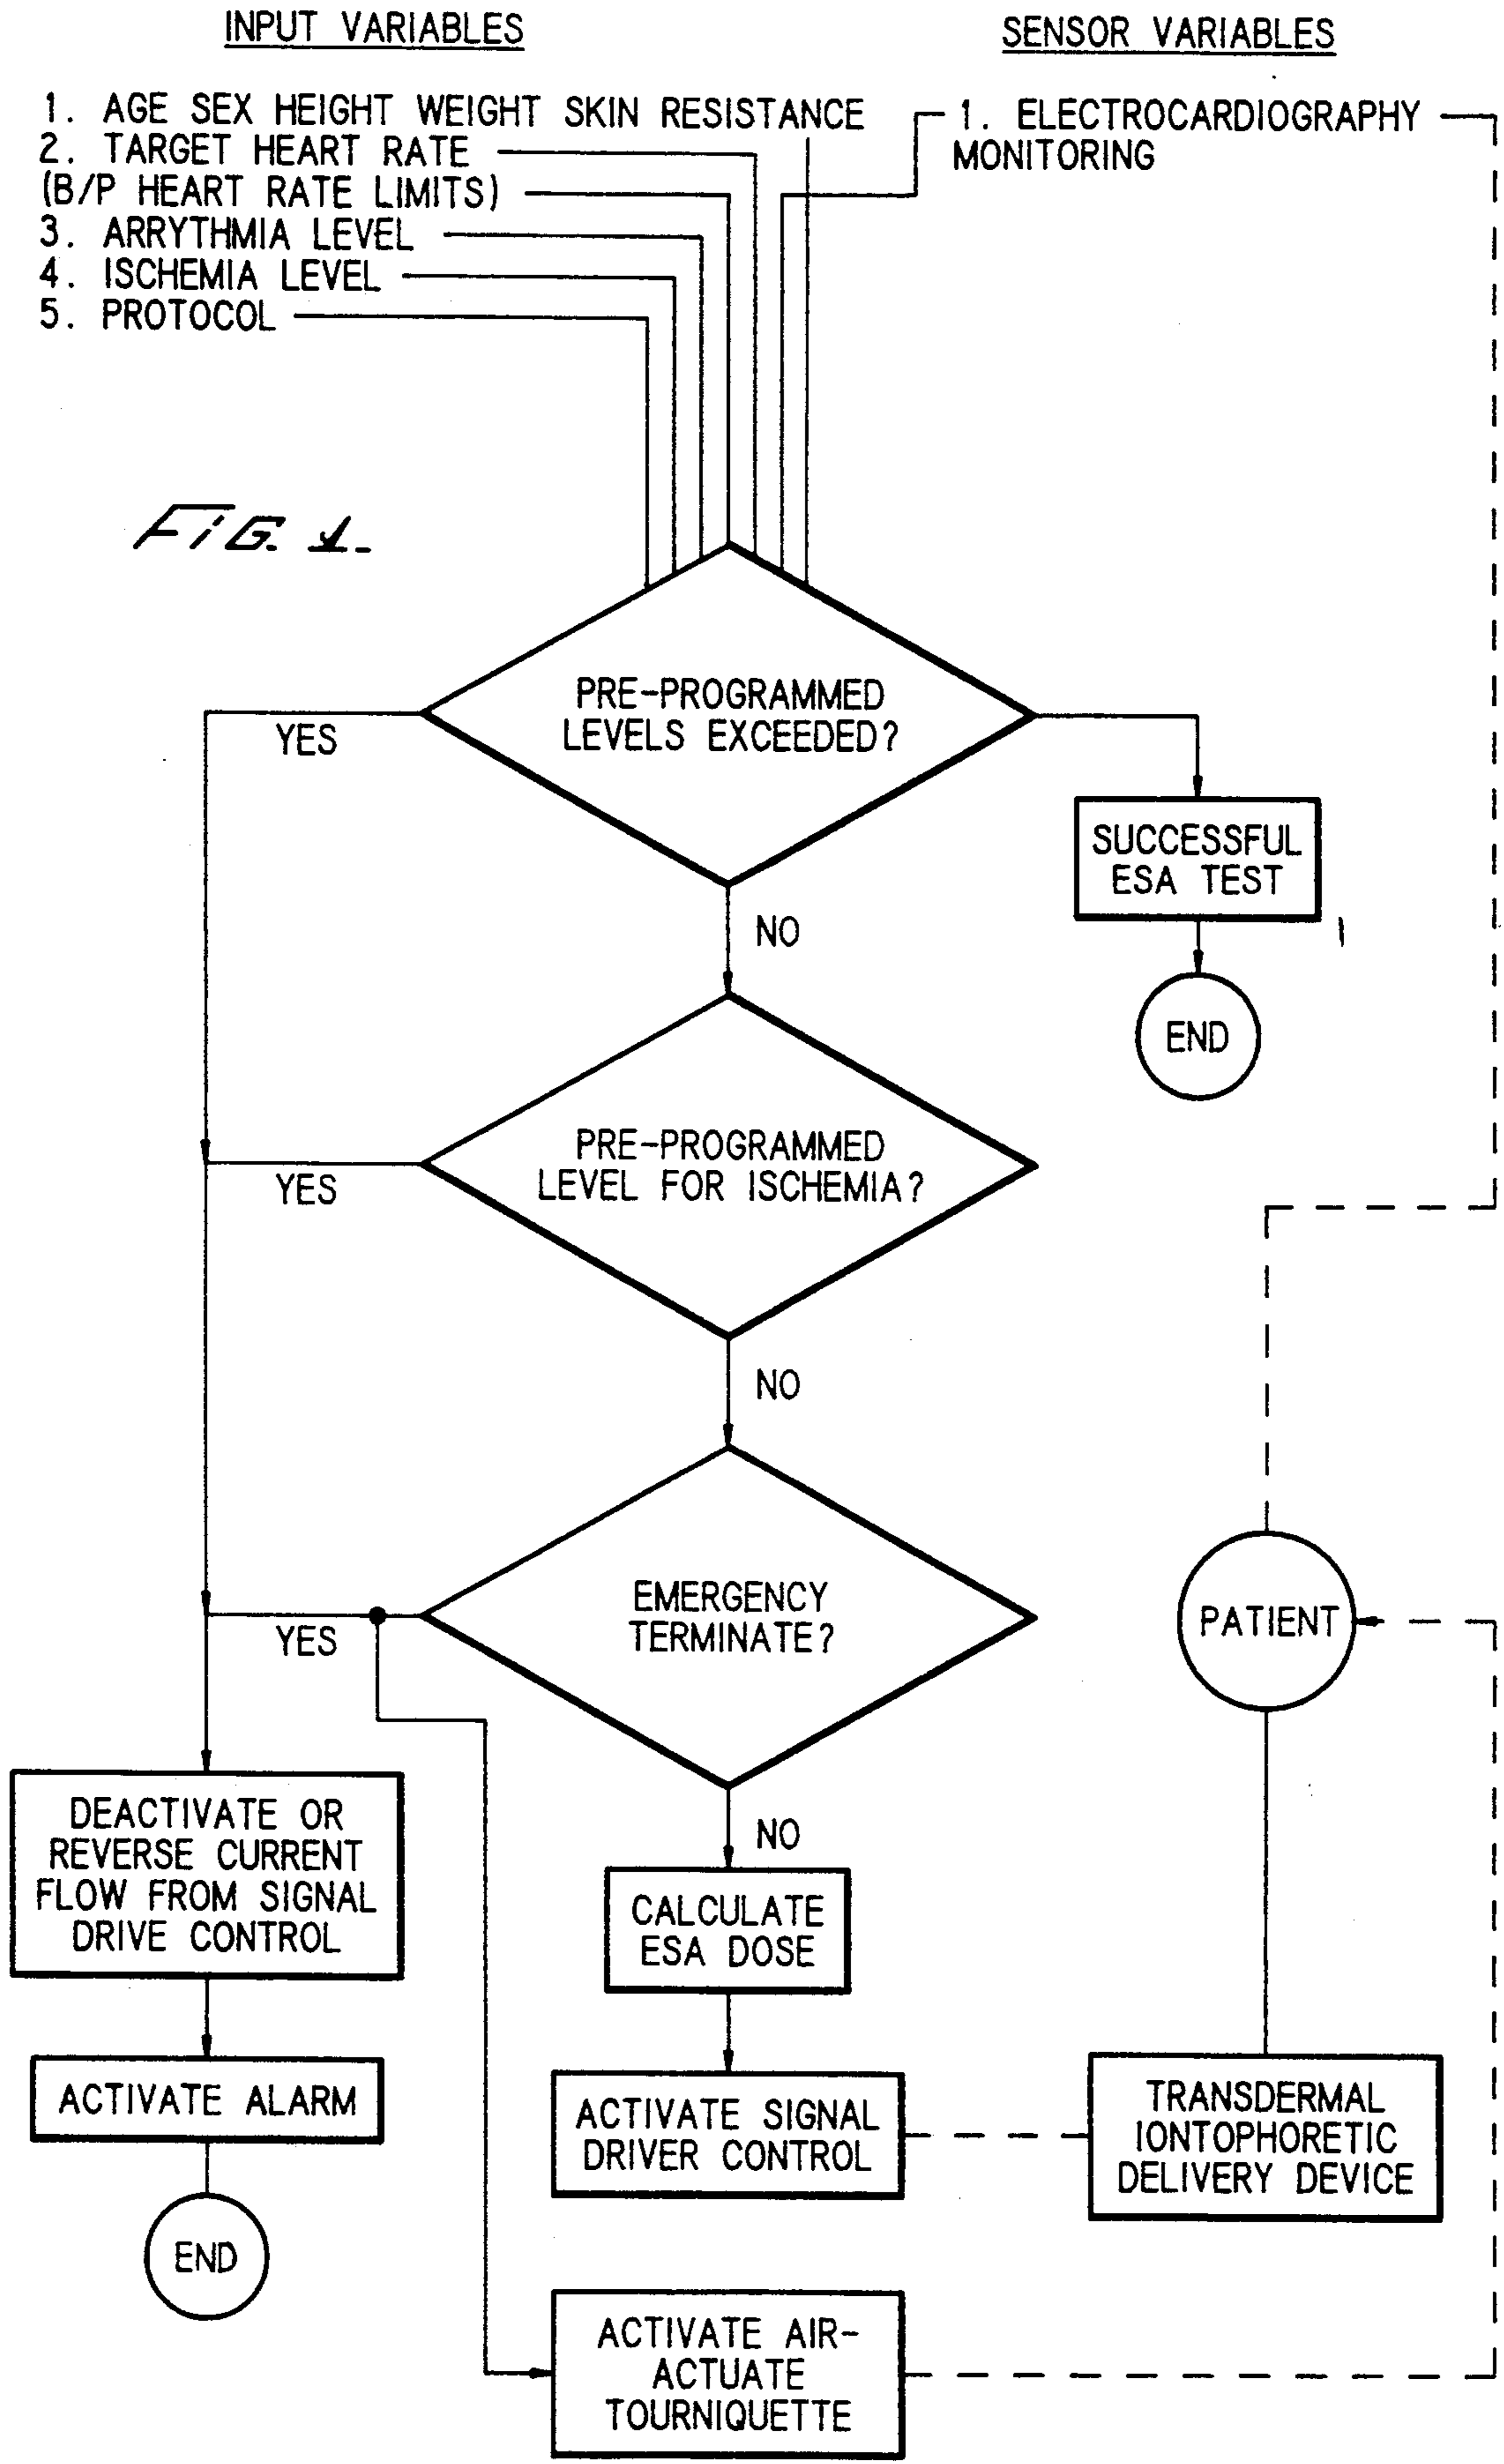 INPUT VARIABLES
SENSOR VARIABLES
1. AGE SEX HEIGHT WEIGHT SKIN RESISTANCE
2. TARGET HEART RATE
(B/P HEART RATE LIMITS)
3. ARRYTHMIA LEVEL
4. ISCHEMIA LEVEL
5. PROTOCOL
1. ELECTROCARDIOGRAPHY
MONITORING
FIG. 1.
PRE-PROGRAMMED
LEVELS EXCEEDED?
YES
NO
SUCCESSFUL
ESA TEST
END
PRE-PROGRAMMED
LEVEL FOR ISCHEMIA?
YES
NO
EMERGENCY
TERMINATE?
YES
NO
PATIENT
DEACTIVATE OR
REVERSE CURRENT
FLOW FROM SIGNAL
DRIVE CONTROL
CALCULATE
ESA DOSE
ACTIVATE ALARM
ACTIVATE SIGNAL
DRIVER CONTROL
TRANSDERMAL
IONTOPHORETIC
DELIVERY DEVICE
END
ACTIVATE AIR-
ACTUATE
TOURNIQUETTE